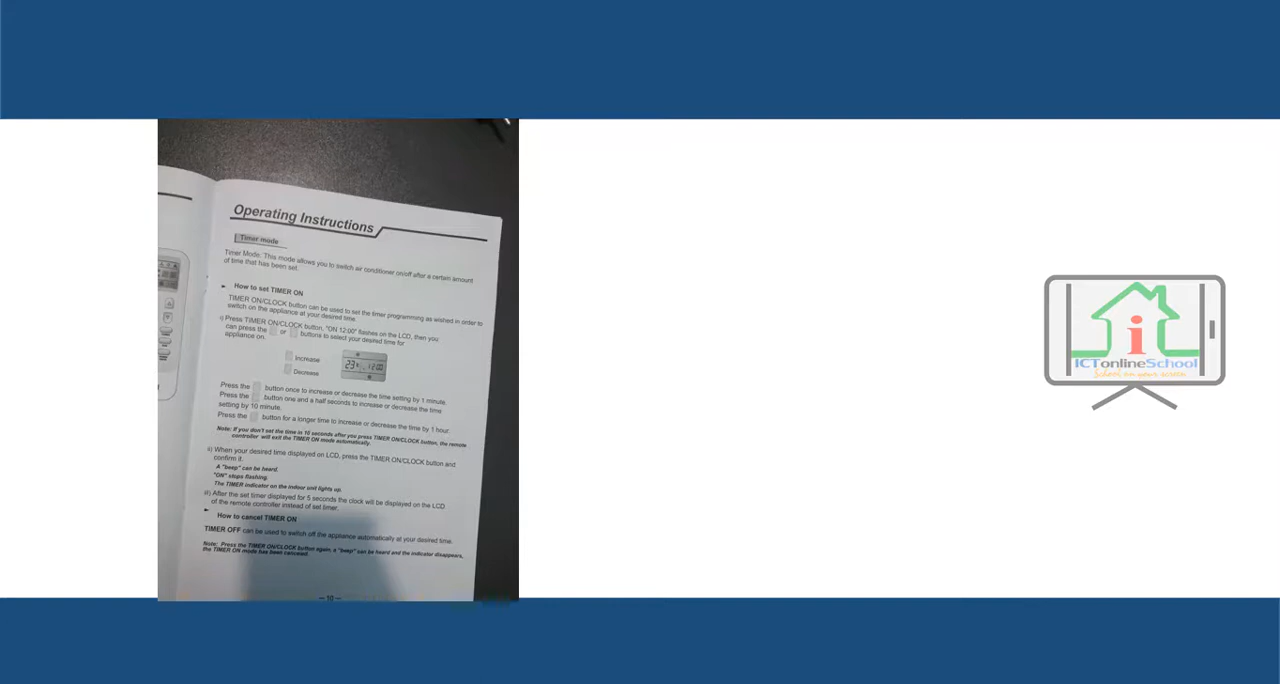 Operating Instructions
Timer mode
Timer Mode: This mode allows you to switch air conditioner on/off after a certain amount
of time that has been set.
How to set TIMER ON
TIMER ON/CLOCK button can be used to set the timer programming as wished in order to
switch on the appliance at your desired time.
i) Press TIMER ON/CLOCK button, "ON 12:00" flashes on the LCD, then you
can press the or buttons to select your desired time for
appliance on.
Increase
Decrease
23
12:00
Press the button once to increase or decrease the time setting by 1 minute.
Press the button one and a half seconds to increase or decrease the time
setting by 10 minute.
Press the button for a longer time to increase or decrease the time by 1 hour.
Note: If you don't set the time in 10 seconds after you press TIMER ON/CLOCK button, the remote
controller will exit the TIMER ON mode automatically.
ii) When your desired time displayed on LCD, press the TIMER ON/CLOCK button and
confirm it.
A "beep" can be heard.
"ON" stops flashing.
The TIMER indicator on the indoor unit lights up.
iii) After the set timer displayed for 5 seconds the clock will be displayed on the LCD
of the remote controller instead of set timer.
How to cancel TIMER ON
TIMER OFF can be used to switch off the appliance automatically at your desired time.
Note: Press the TIMER ON/CLOCK button again, a "beep" can be heard and the indicator disappears,
the TIMER ON mode has been canceled.
—10—
i
ICTonlineSchool
School on your screen